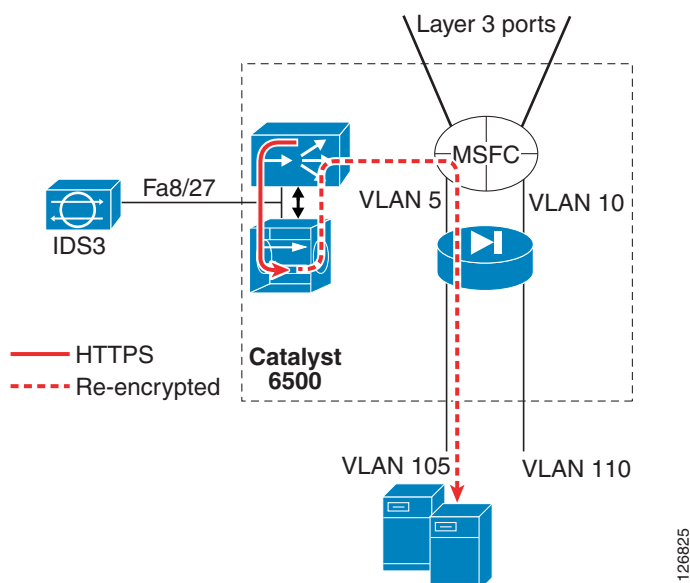 Layer 3 ports
MSFC
Fa8/27
VLAN 5
VLAN 10
IDS3
HTTPS
Re-encrypted
Catalyst
6500
VLAN 105
VLAN 110
126825